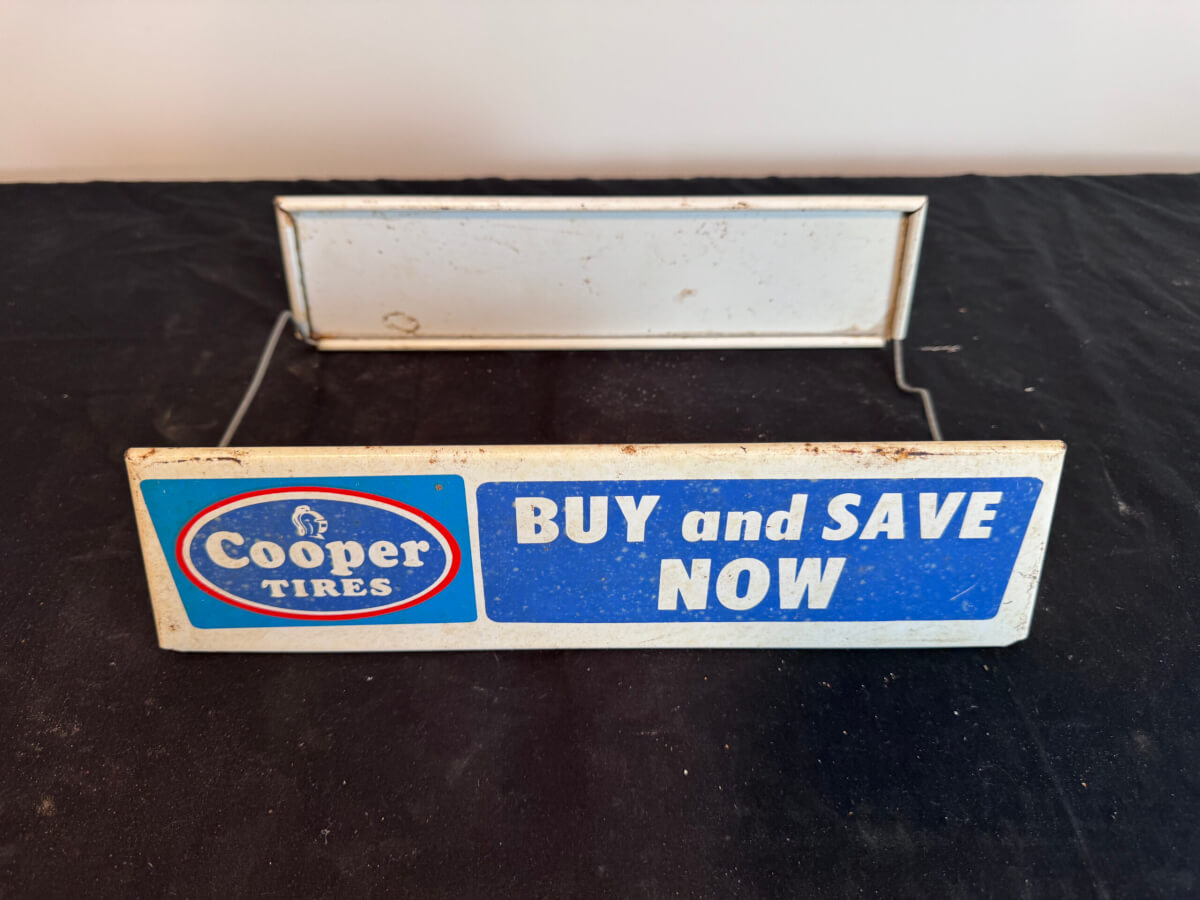 Cooper
TIRES
BUY and SAVE
NOW